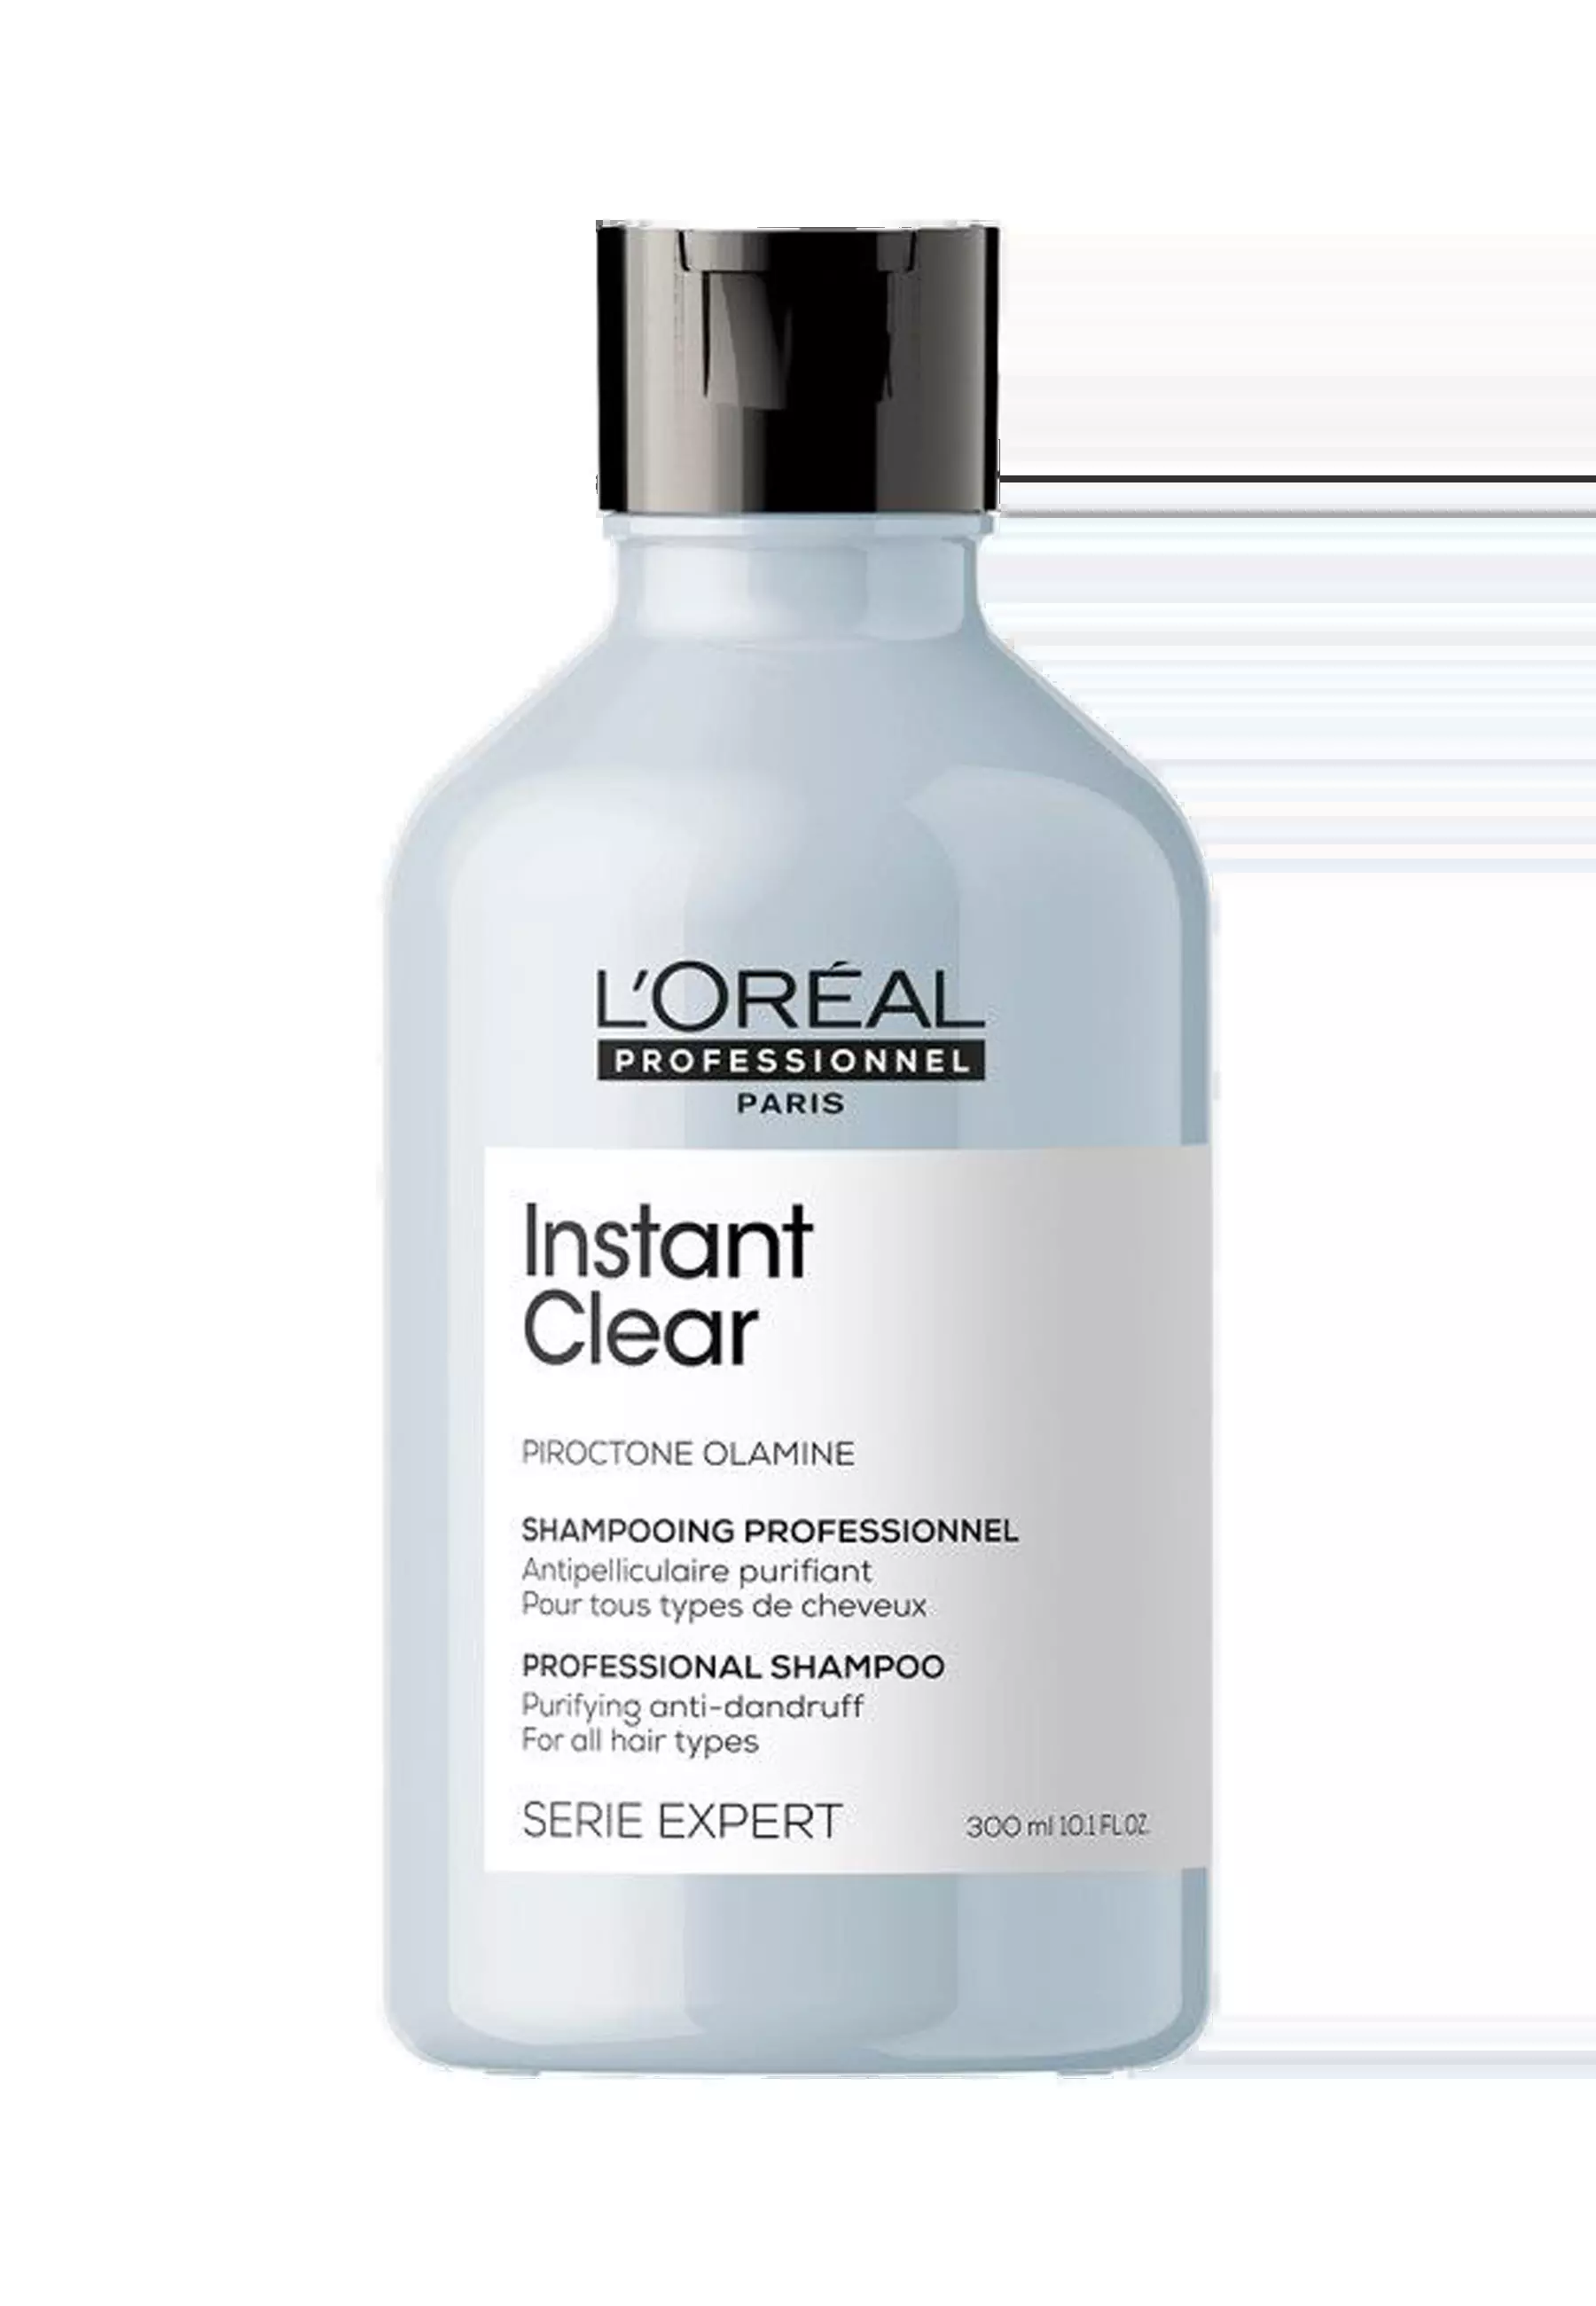 L'ORÉAL
PROFESSIONNEL
PARIS
Instant
Clear
PIROCTONE OLAMINE
SHAMPOOING PROFESSIONNEL
Antipelliculaire purifiant
Pour tous types de cheveux
PROFESSIONAL SHAMPOO
Purifying anti-dandruff
For all hair types
SERIE EXPERT
300 ml 10.1 FL.OZ.